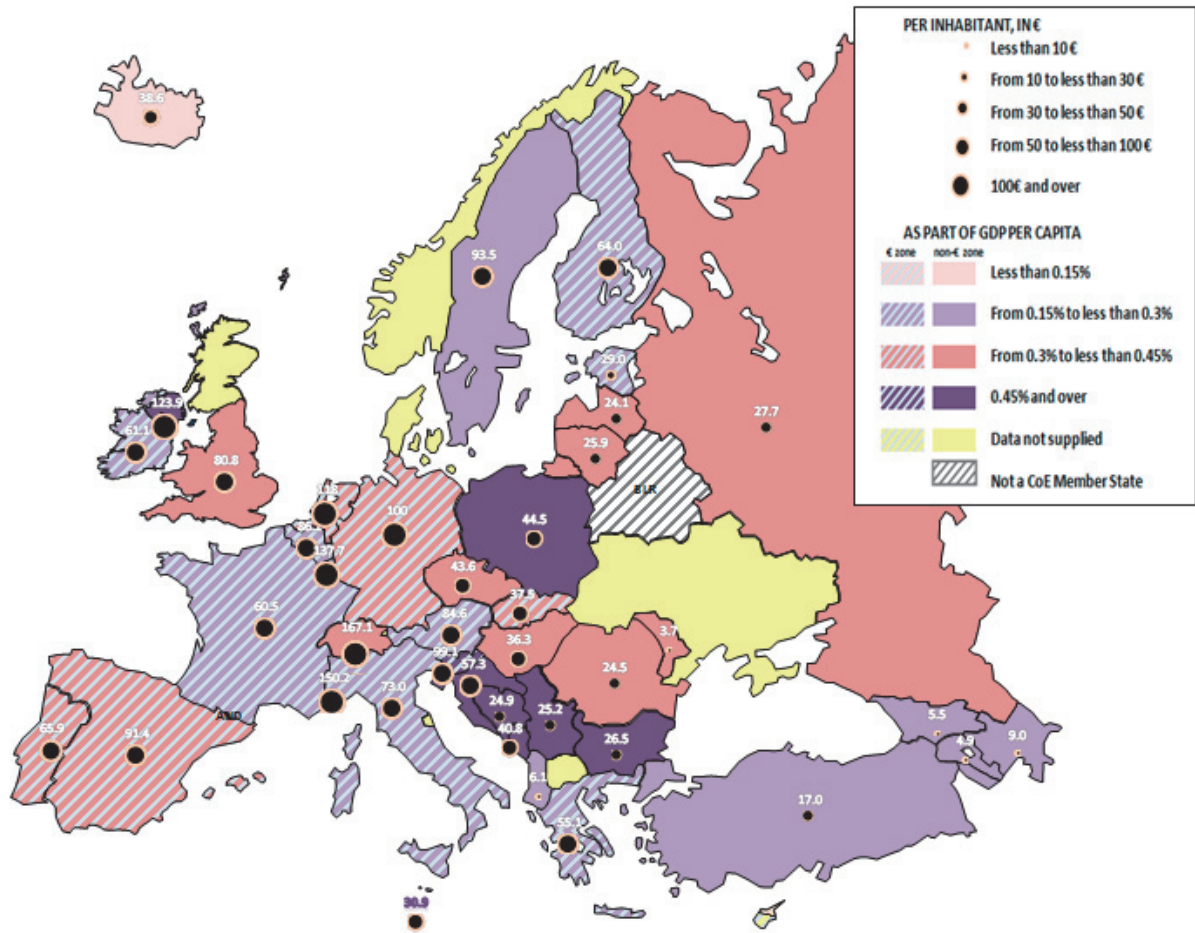 PER INHABITANT, IN €
Less than 10 €
From 10 to less than 30 €
From 30 to less than 50 €
From 50 to less than 100 €
100€ and over
AS PART OF GDP PER CAPITA
€ zone non-€ zone
Less than 0.15%
From 0.15% to less than 0.3%
From 0.3% to less than 0.45%
0.45% and over
Data not supplied
Not a CoE Member State
38.6
93.5
64.0
29.0
24.1
27.7
25.9
123.9
61.1
80.8
BLR
44.5
100
137.7
43.6
37.5
60.5
84.6
167.1
36.3
3.7
99.1
57.3
24.5
150.2
73.0
24.9
25.2
AND
40.8
26.5
65.9
91.4
5.5
4.9
9.0
6.1
17.0
55.1
30.9